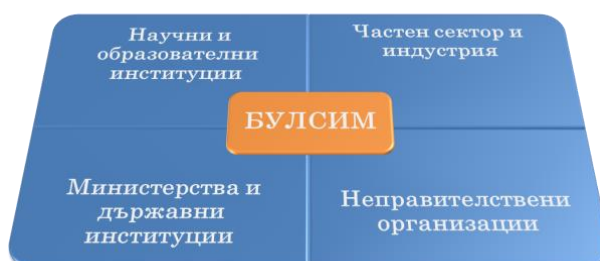 Научни и
образователни
институции
Частен сектор и
индустрия
БУЛСИМ
Министерства и
държавни
институции
Неправителствени
организации